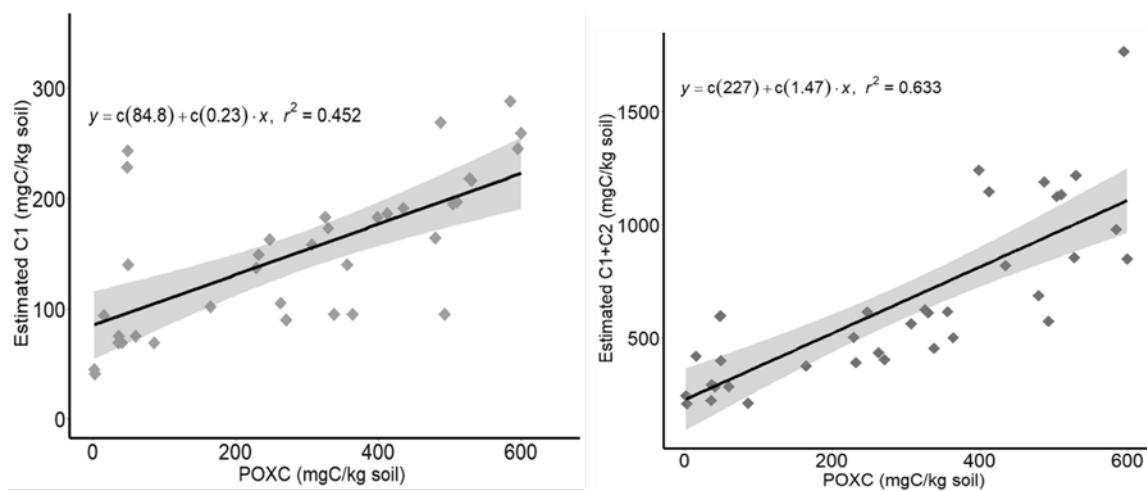 Estimated C1 (mgC/kg soil)
300
200
100
0
y = c(84.8) + c(0.23) · x, r² = 0.452
0 200 400 600
POXC (mgC/kg soil)
Estimated C1+C2 (mgC/kg soil)
1500
1000
500
y = c(227) + c(1.47) · x, r² = 0.633
0 200 400 600
POXC (mgC/kg soil)